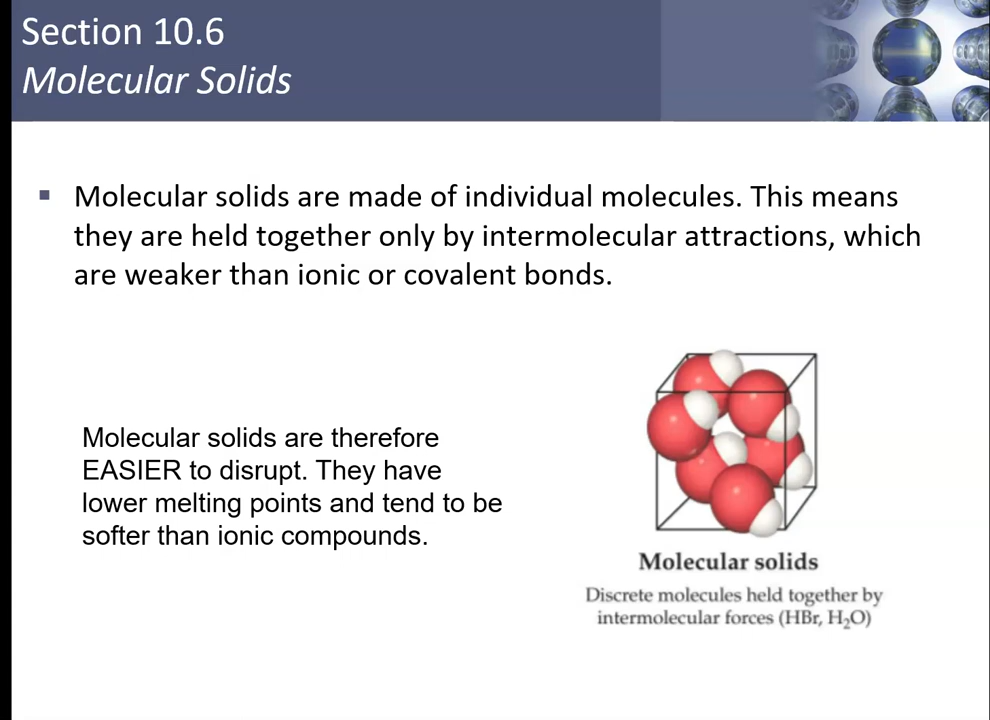 Section 10.6
Molecular Solids
▪ Molecular solids are made of individual molecules. This means
they are held together only by intermolecular attractions, which
are weaker than ionic or covalent bonds.
Molecular solids are therefore
EASIER to disrupt. They have
lower melting points and tend to be
softer than ionic compounds.
Molecular solids
Discrete molecules held together by
intermolecular forces (HBr, H₂O)